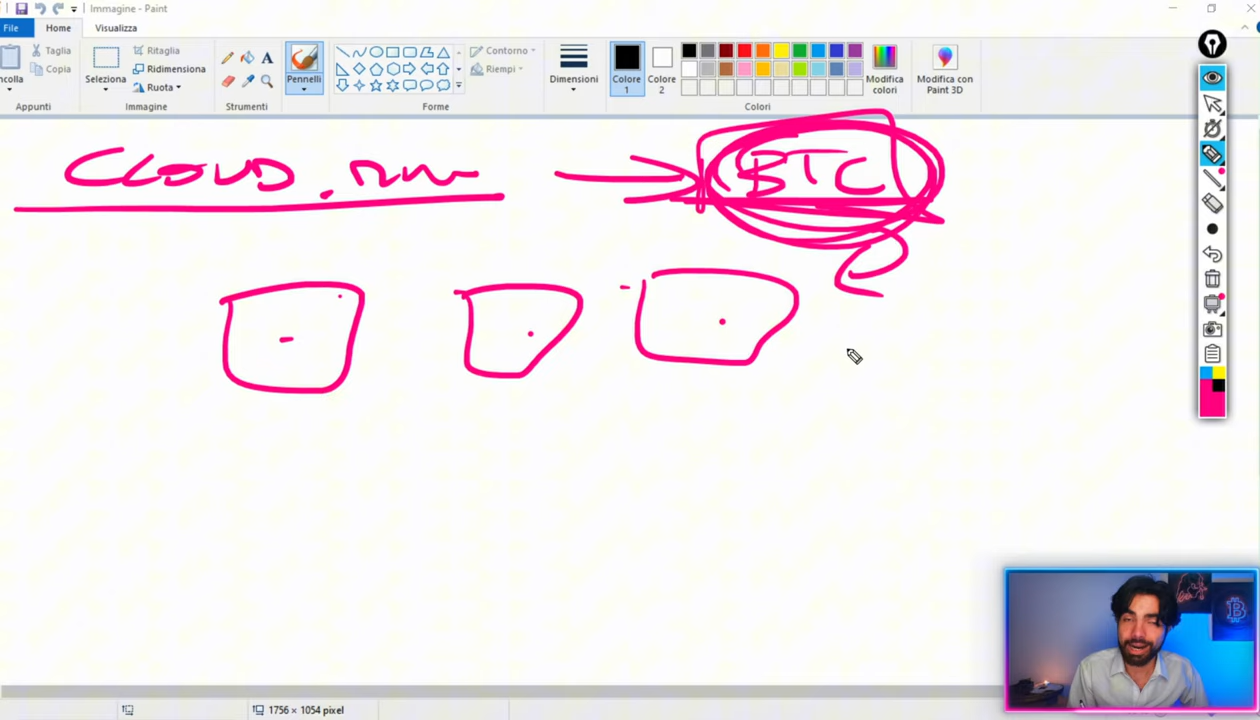 Immagine - Paint
File Home Visualizza
Taglia
Copia
Appunti
Seleziona
Ritaglia
Ridimensiona
Ruota
Immagine
Strumenti
Pennelli
Forme
Contorno
Riempi
Dimensioni
Colore 1
Colore 2
Modifica colori
Colori
Modifica con Paint 3D
CLOUD.run BTC
1756 × 1054 pixel